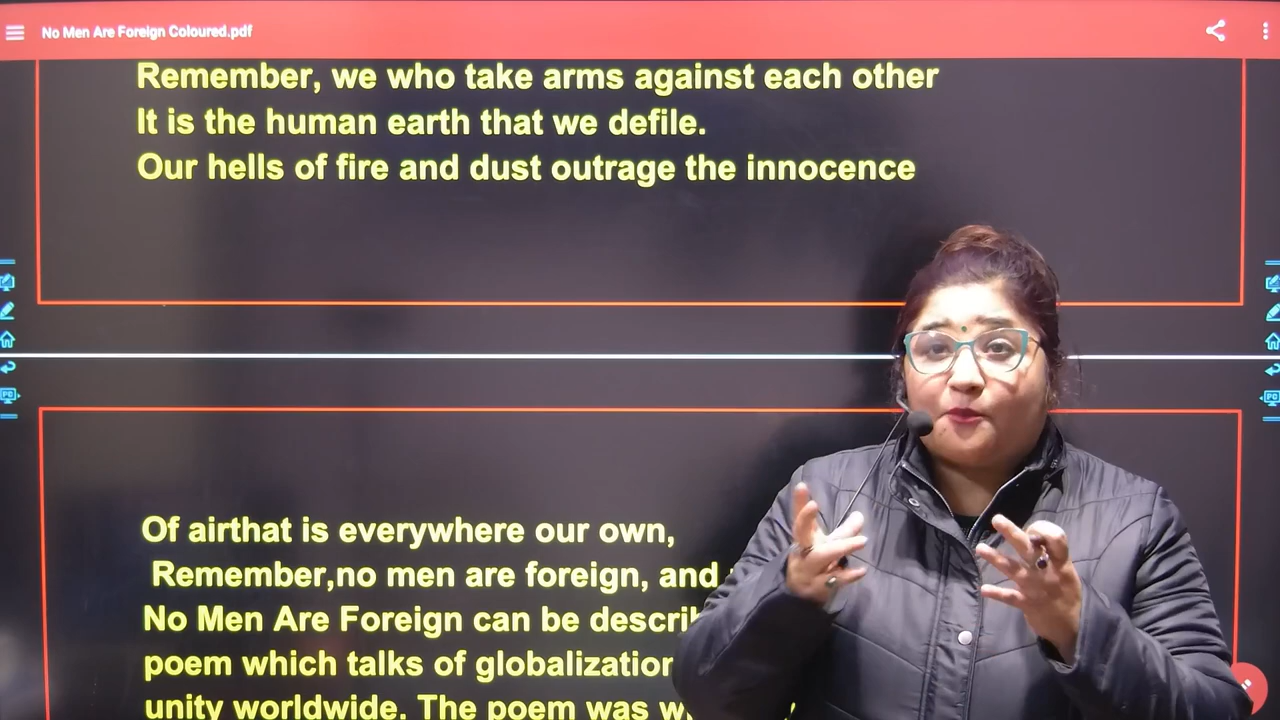 No Men Are Foreign Coloured.pdf
Remember, we who take arms against each other
It is the human earth that we defile.
Our hells of fire and dust outrage the innocence
PC
PC
Of airthat is everywhere our own,
Remember,no men are foreign, and
No Men Are Foreign can be
poem which talks of
unity worldwide. The poem was